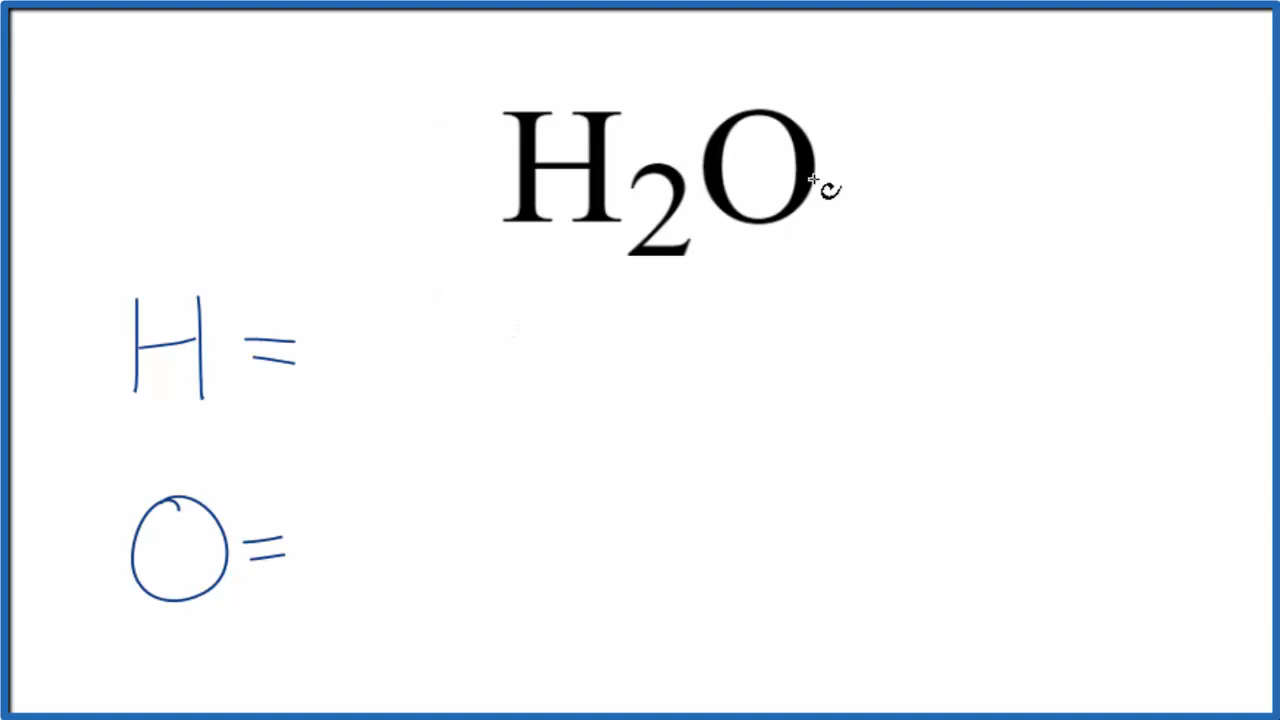 H₂O
H =
O =